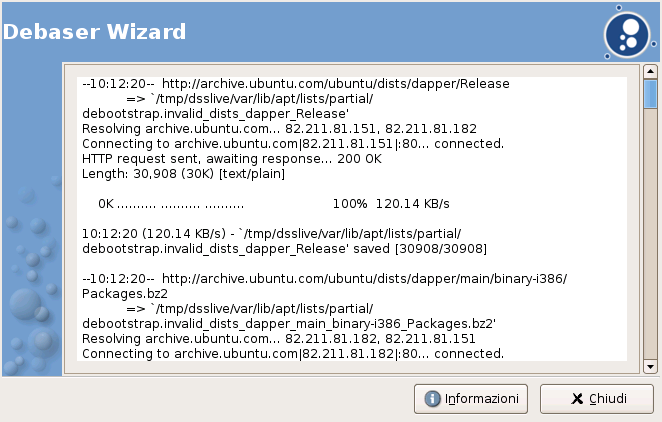 Debaser Wizard
--10:12:20--  http://archive.ubuntu.com/ubuntu/dists/dapper/Release
=> `/tmp/dsslive/var/lib/apt/lists/partial/
debootstrap.invalid_dists_dapper_Release'
Resolving archive.ubuntu.com... 82.211.81.151, 82.211.81.182
Connecting to archive.ubuntu.com|82.211.81.151|:80... connected.
HTTP request sent, awaiting response... 200 OK
Length: 30,908 (30K) [text/plain]
0K .......... .......... .......... 100%  120.14 KB/s
10:12:20 (120.14 KB/s) - `/tmp/dsslive/var/lib/apt/lists/partial/
debootstrap.invalid_dists_dapper_Release' saved [30908/30908]
--10:12:20--  http://archive.ubuntu.com/ubuntu/dists/dapper/main/binary-i386/
Packages.bz2
=> `/tmp/dsslive/var/lib/apt/lists/partial/
debootstrap.invalid_dists_dapper_main_binary-i386_Packages.bz2'
Resolving archive.ubuntu.com... 82.211.81.182, 82.211.81.151
Connecting to archive.ubuntu.com|82.211.81.182|:80... connected.
Informazioni
Chiudi